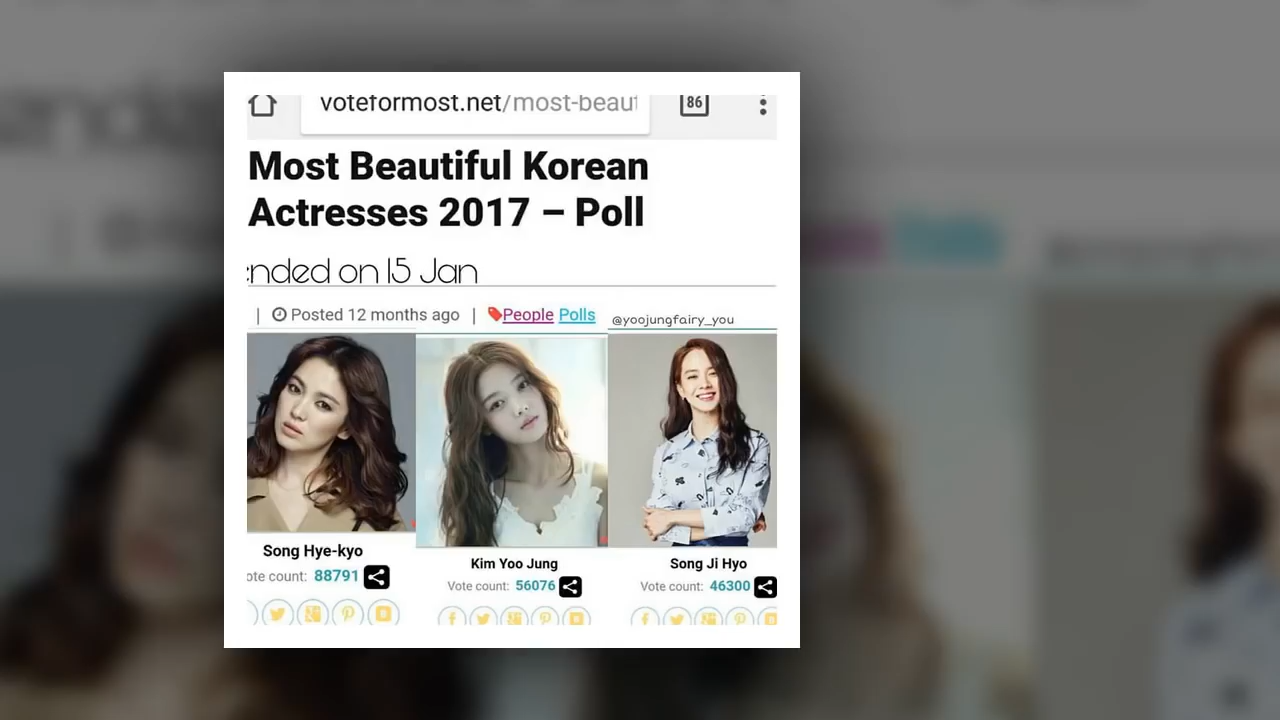 voteformost.net/most-beaut
86
Most Beautiful Korean
Actresses 2017 – Poll
ended on 15 Jan
| Posted 12 months ago | People Polls @yoojungfairy_you
Song Hye-kyo
ote count: 88791
Kim Yoo Jung
Vote count: 56076
Song Ji Hyo
Vote count: 46300